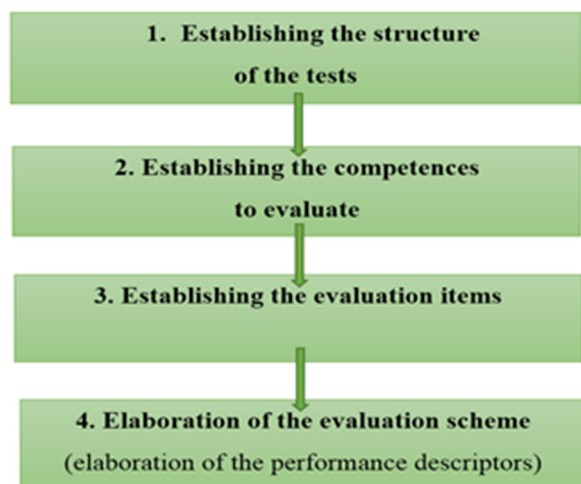 1. Establishing the structure
of the tests
2. Establishing the competences
to evaluate
3. Establishing the evaluation items
4. Elaboration of the evaluation scheme
(elaboration of the performance descriptors)